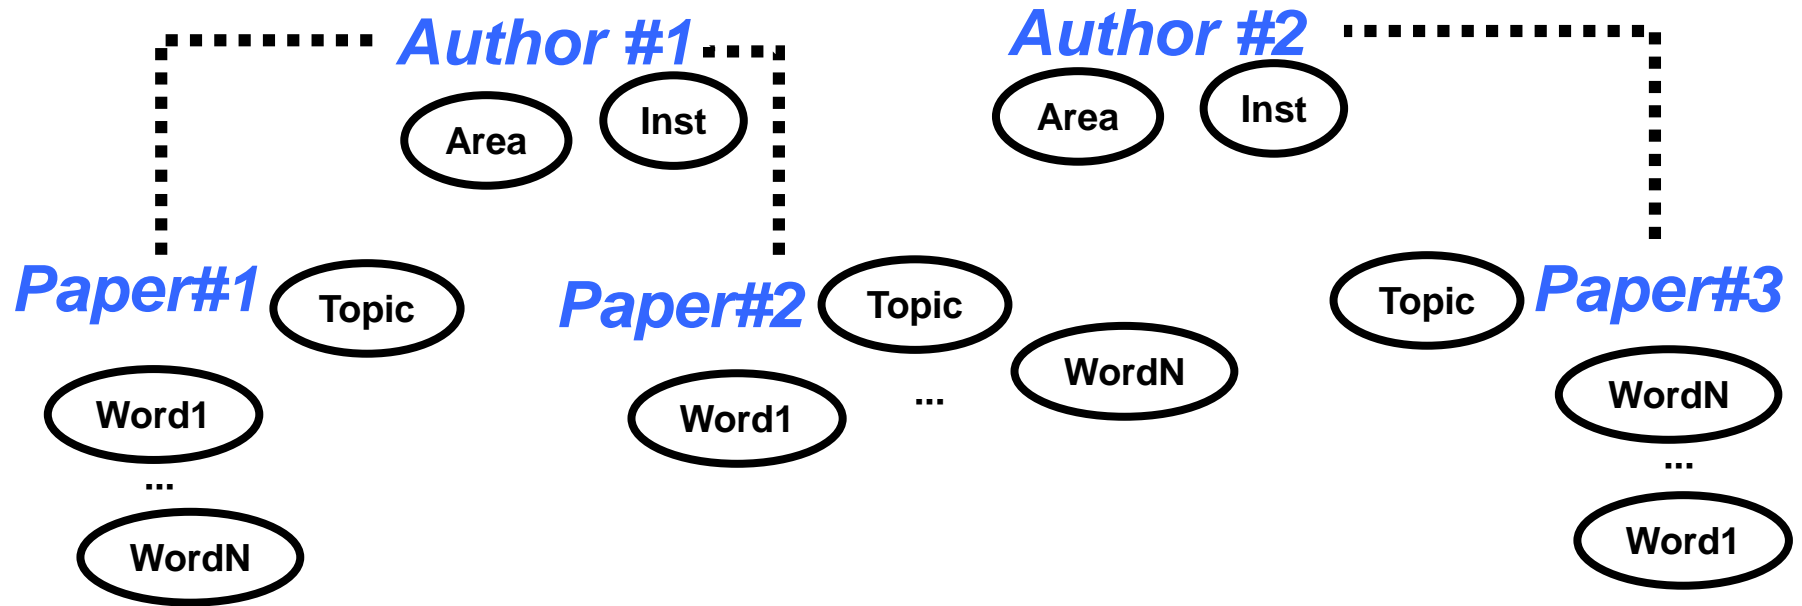 Author #1
Author #2
Area
Inst
Area
Inst
Paper#1
Topic
Paper#2
Topic
Topic
Paper#3
Word1
...
WordN
Word1
...
WordN
WordN
...
Word1